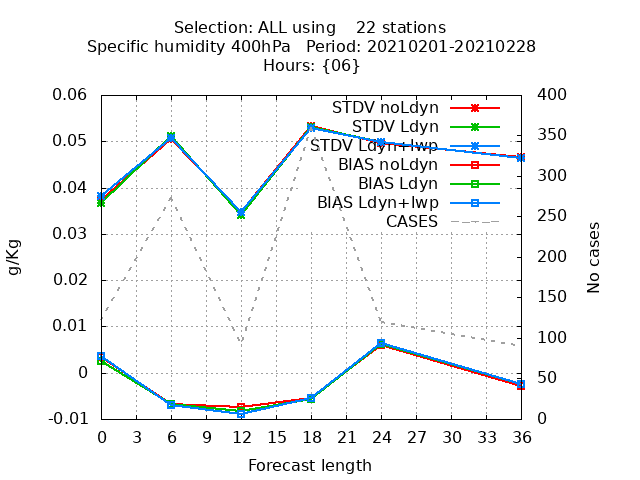 Selection: ALL using    22 stations
Specific humidity 400hPa   Period: 20210201-20210228
Hours: {06}
0.06
0.05
0.04
0.03
0.02
0.01
0
-0.01
g/Kg
STDV noLdyn
STDV Ldyn
STDV Ldyn+lwp
BIAS noLdyn
BIAS Ldyn
BIAS Ldyn+lwp
CASES
400
350
300
250
200
150
100
50
0
No cases
0 3 6 9 12 15 18 21 24 27 30 33 36
Forecast length